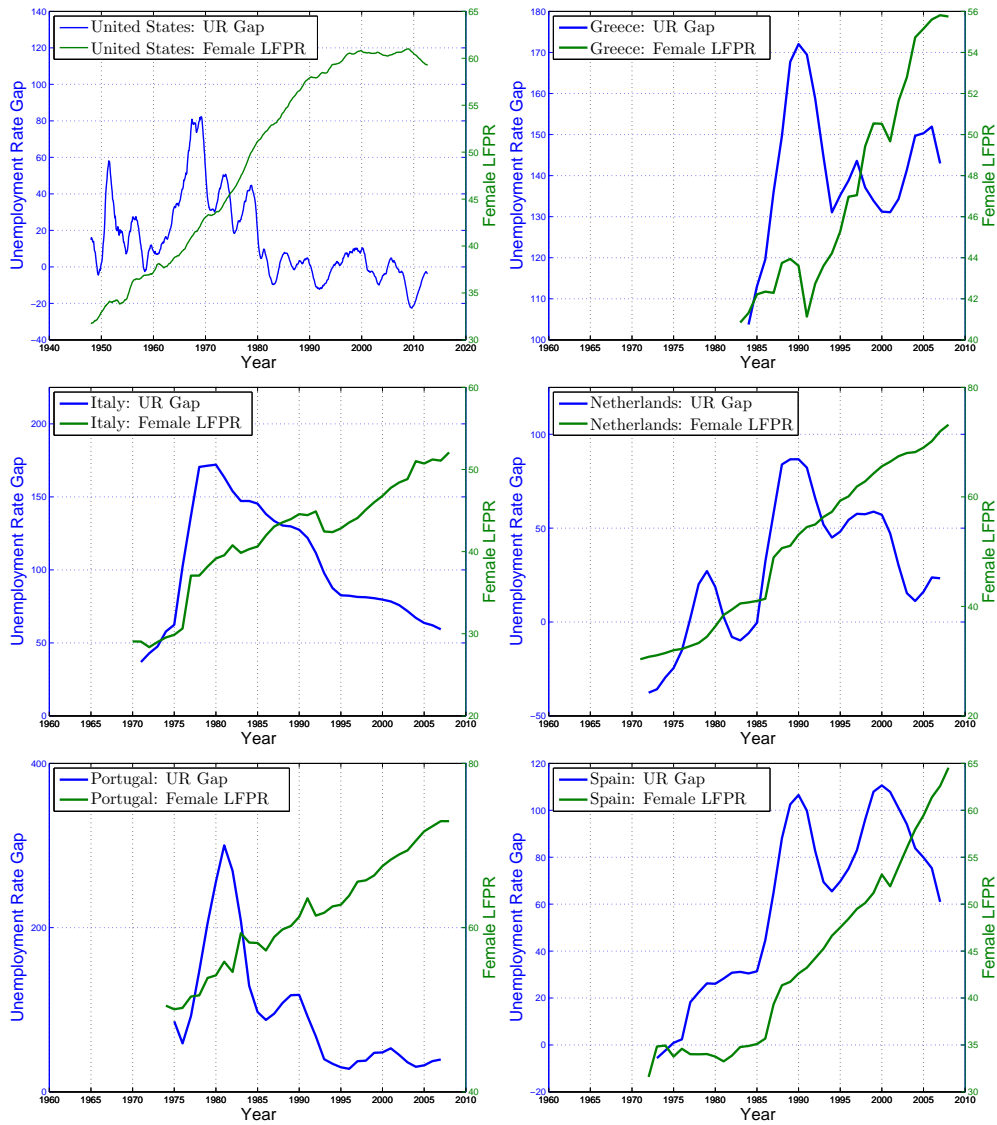 United States: UR Gap
United States: Female LFPR
Unemployment Rate Gap
Female LFPR
140
120
100
80
60
40
20
0
−20
−40
65
60
55
50
45
40
35
30
1940 1950 1960 1970 1980 1990 2000 2010 2020
Year
Greece: UR Gap
Greece: Female LFPR
Unemployment Rate Gap
Female LFPR
180
170
160
150
140
130
120
110
100
56
54
52
50
48
46
44
42
40
1960 1965 1970 1975 1980 1985 1990 1995 2000 2005 2010
Year
Italy: UR Gap
Italy: Female LFPR
Unemployment Rate Gap
Female LFPR
200
150
100
50
0
60
50
40
30
20
1960 1965 1970 1975 1980 1985 1990 1995 2000 2005 2010
Year
Netherlands: UR Gap
Netherlands: Female LFPR
Unemployment Rate Gap
Female LFPR
100
50
0
−50
80
60
40
20
1960 1965 1970 1975 1980 1985 1990 1995 2000 2005 2010
Year
Portugal: UR Gap
Portugal: Female LFPR
Unemployment Rate Gap
Female LFPR
400
200
0
80
60
40
1960 1965 1970 1975 1980 1985 1990 1995 2000 2005 2010
Year
Spain: UR Gap
Spain: Female LFPR
Unemployment Rate Gap
Female LFPR
120
100
80
60
40
20
0
−20
65
60
55
50
45
40
35
30
1960 1965 1970 1975 1980 1985 1990 1995 2000 2005 2010
Year